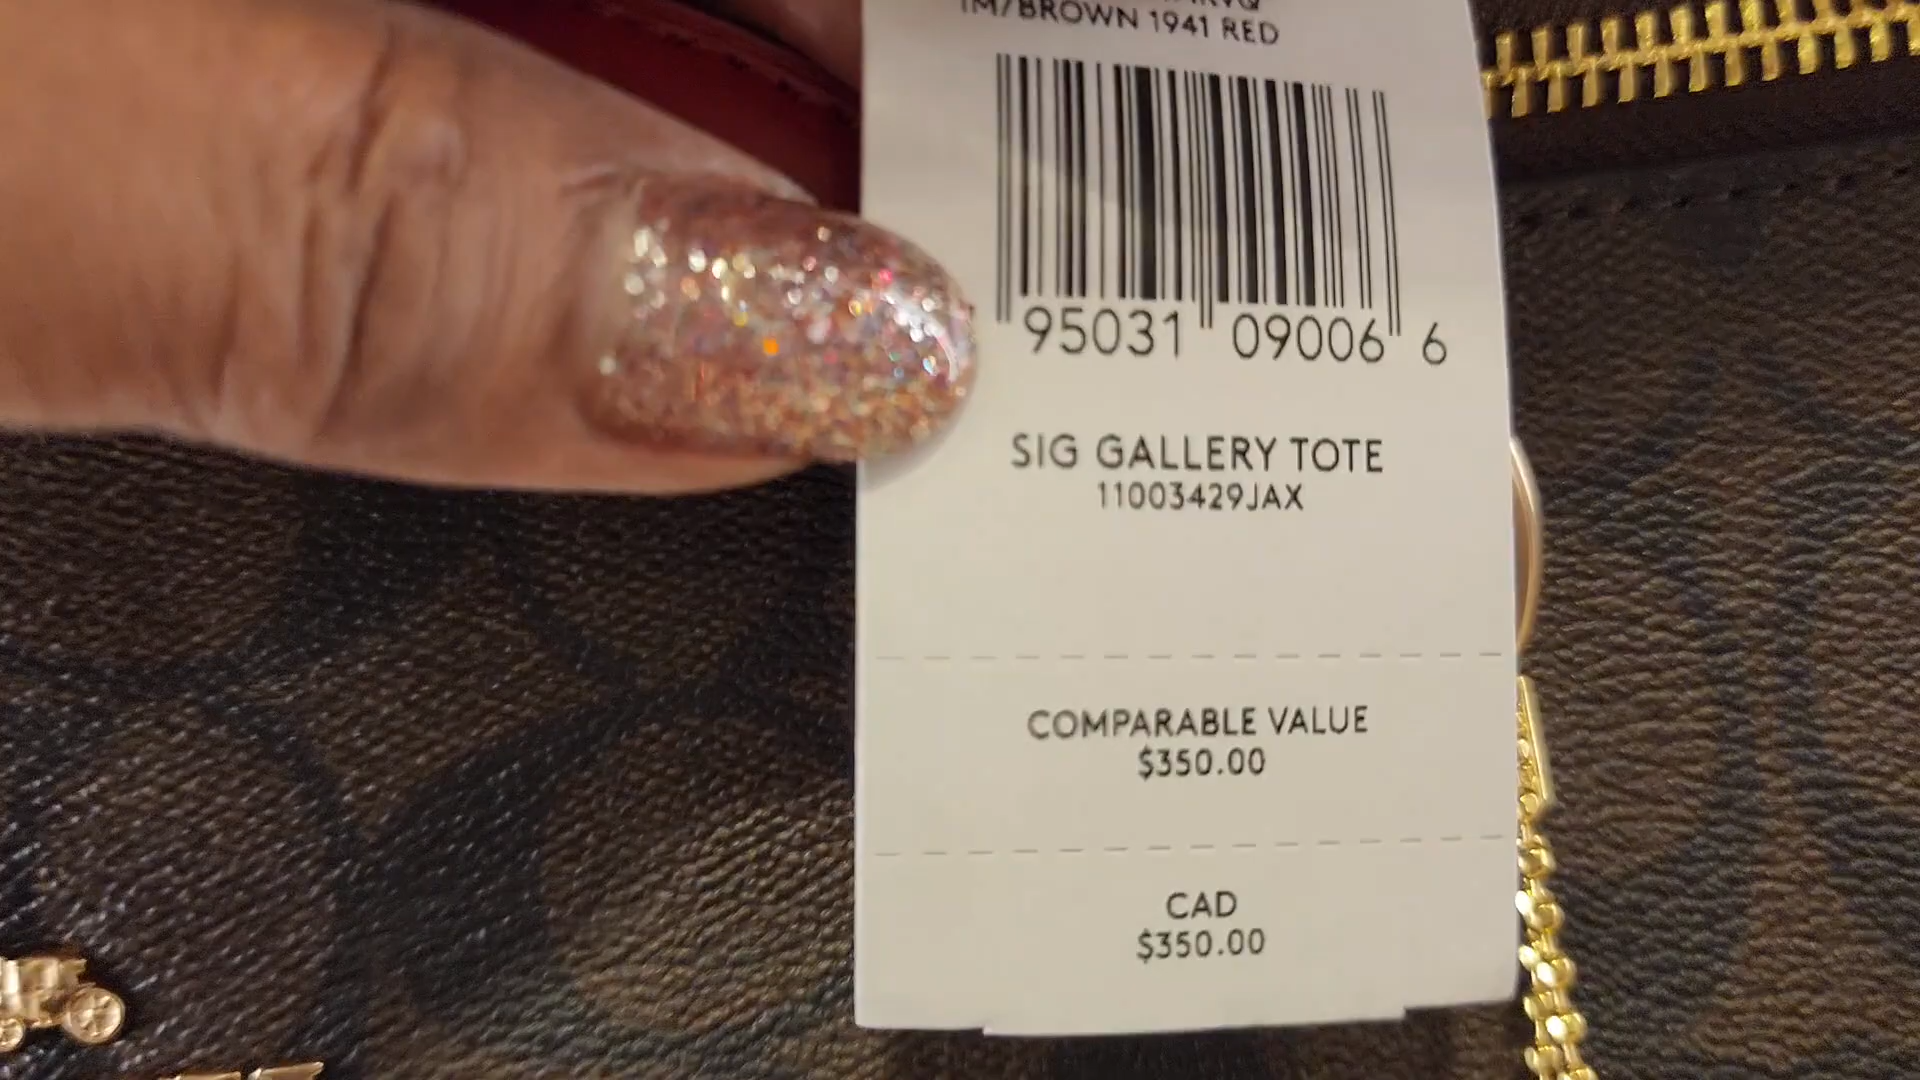 IM/BROWN 1941 RED
95031 09006 6
SIG GALLERY TOTE
11003429JAX
COMPARABLE VALUE
$350.00
CAD
$350.00